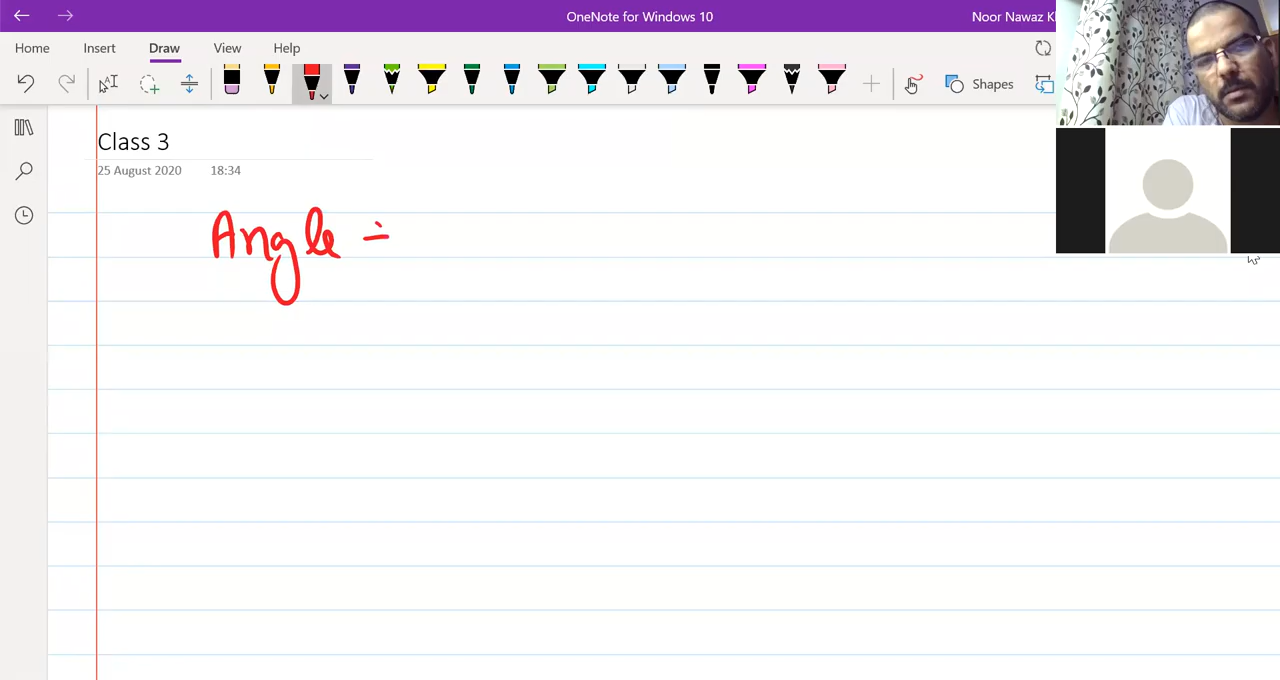 OneNote for Windows 10
Noor Nawaz Kh
Home Insert Draw View Help
Shapes
Class 3
25 August 2020 18:34
Angle ÷